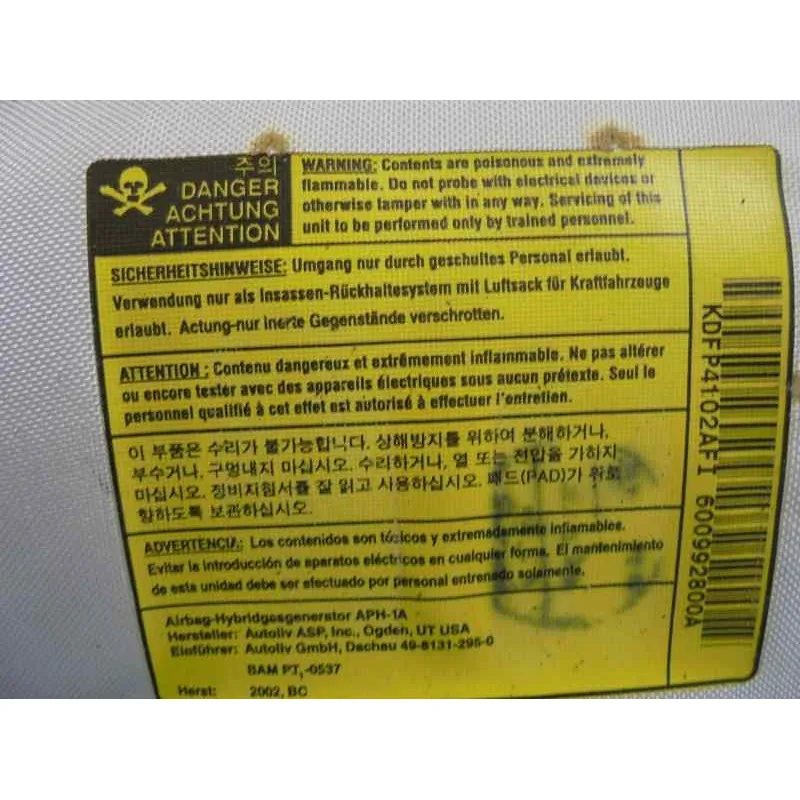 주의
DANGER
ACHTUNG
ATTENTION
WARNING: Contents are poisonous and extremely
flammable. Do not probe with electrical devices or
otherwise tamper with in any way. Servicing of this
unit to be performed only by trained personnel.
SICHERHEITSHINWEISE: Umgang nur durch geschultes Personal erlaubt.
Verwendung nur als Insassen-Rückhaltesystem mit Luftsack für Kraftfahrzeuge
erlaubt. Actung-nur inerte Gegenstände verschrotten.
ATTENTION : Contenu dangereux et extrêmement inflammable. Ne pas altérer
ou encore tester avec des appareils électriques sous aucun prétexte. Seul le
personnel qualifié à cet effet est autorisé à effectuer l'entretien.
이 부품은 수리가 불가능합니다. 상해방지를 위하여 분해하거나,
부수거나, 구멍내지 마십시오. 수리하거나, 열 또는 전압을 가하지
마십시오. 정비지침서를 잘 읽고 사용하십시오. 패드(PAD)가 위로
향하도록 보관하십시오.
ADVERTENCIA: Los contenidos son tóxicos y extremadamente inflamables.
Evitar la introducción de aparatos eléctricos en cualquier forma. El mantenimiento
de esta unidad debe ser efectuado por personal entrenado solamente.
Airbag-Hybridgasgenerator APH-1A
Hersteller: Autoliv ASP, Inc., Ogden, UT USA
Einführer: Autoliv GmbH, Dachau 49-8131-295-0
BAM PT,-0537
Herst: 2002, BC
KDFP4102AFI 600992800A